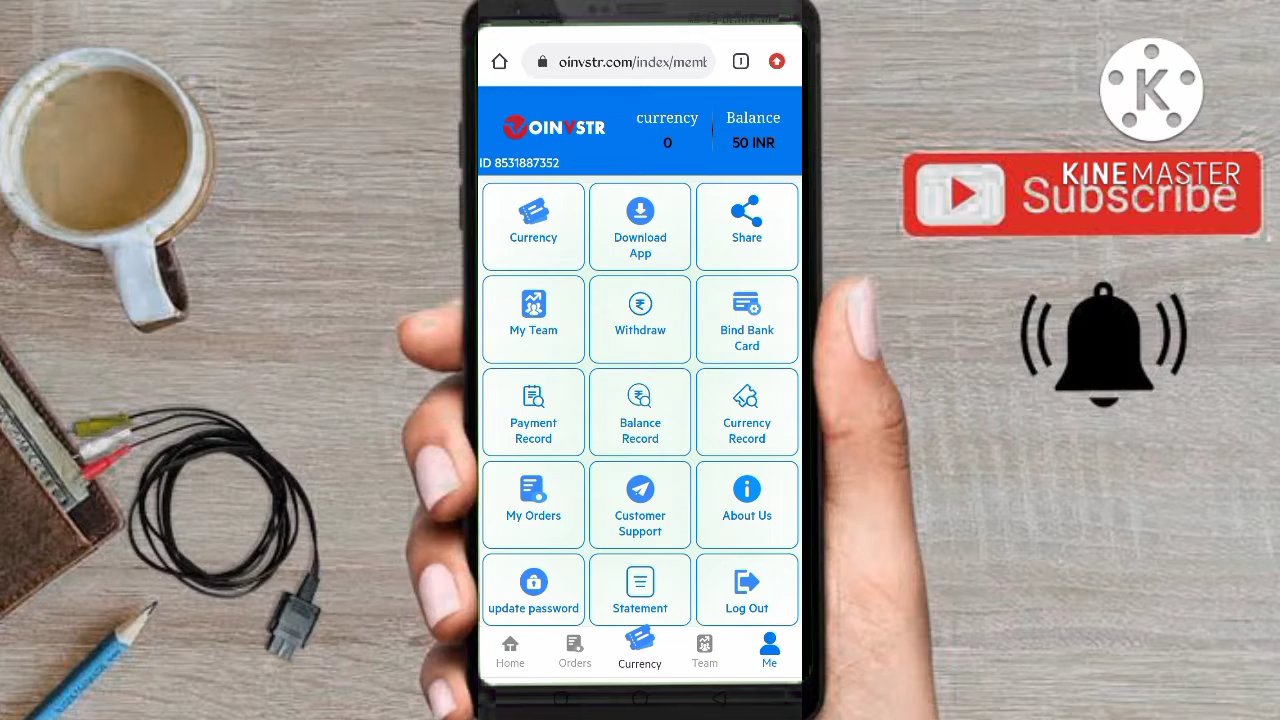 oinvstr.com/index/memb
OINVSTR
currency
Balance
0
50 INR
ID 8531887352
Currency
Download
App
Share
My Team
Withdraw
Bind Bank
Card
Payment
Record
Balance
Record
Currency
Record
My Orders
Customer
Support
About Us
update password
Statement
Log Out
Home
Orders
Currency
Team
Me
K
KINEMASTER
Subscribe